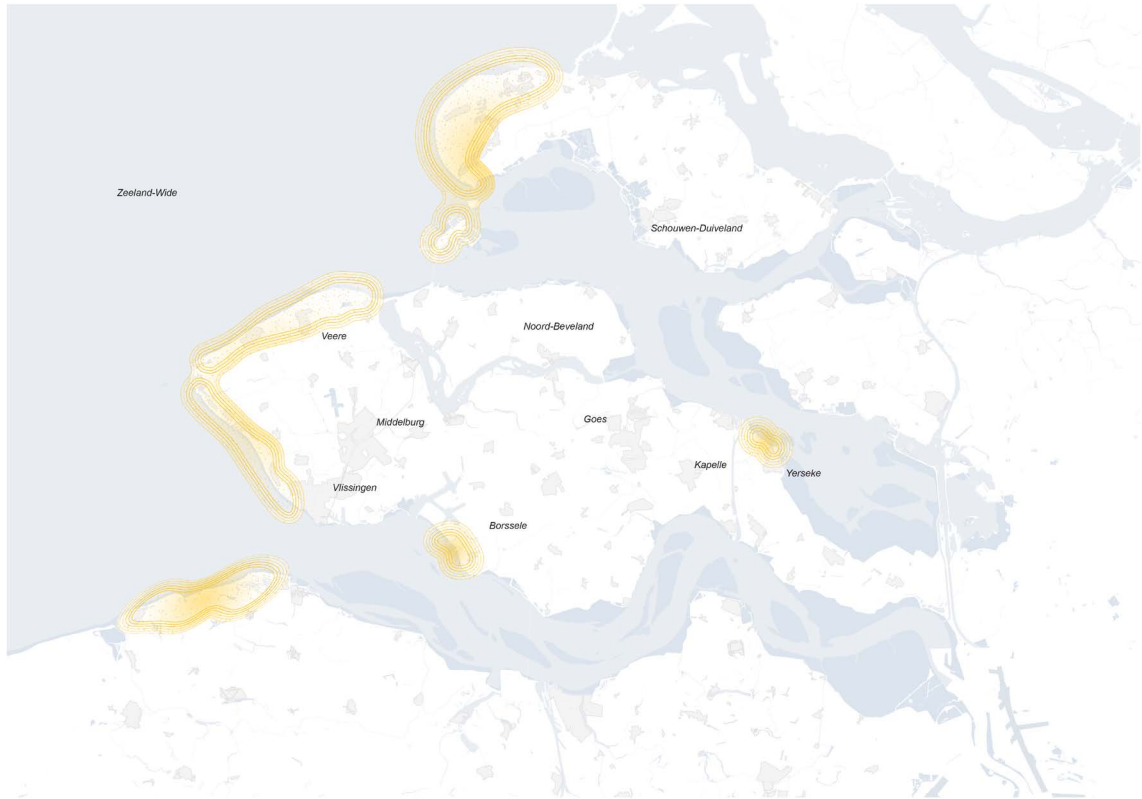 Zeeland-Wide
Schouwen-Duiveland
Noord-Beveland
Veere
Middelburg
Goes
Kapelle
Yerseke
Vlissingen
Borssele